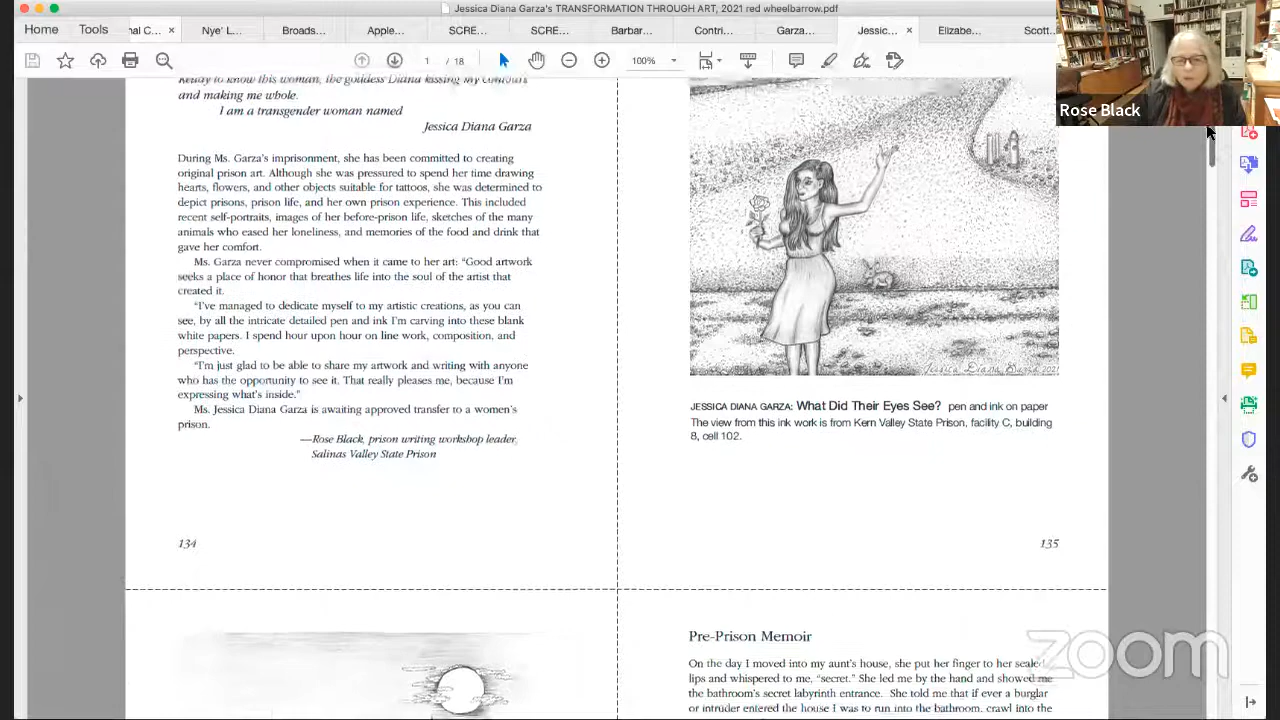 Jessica Diana Garza's TRANSFORMATION THROUGH ART, 2021 red wheelbarrow.pdf
Home
Tools
nal C...
Nye' L...
Broads...
Apple...
SCRE...
SCRE...
Barbar...
Contri...
Garza...
Jessic...
Elizabe...
Scott...
1 / 18
100%
Rose Black
Ready to know this woman, the goddess Diana kissing my contours
and making me whole.
I am a transgender woman named
Jessica Diana Garza
During Ms. Garza's imprisonment, she has been committed to creating
original prison art. Although she was pressured to spend her time drawing
hearts, flowers, and other objects suitable for tattoos, she was determined to
depict prisons, prison life, and her own prison experience. This included
recent self-portraits, images of her before-prison life, sketches of the many
animals who eased her loneliness, and memories of the food and drink that
gave her comfort.
Ms. Garza never compromised when it came to her art: "Good artwork
seeks a place of honor that breathes life into the soul of the artist that
created it.
"I've managed to dedicate myself to my artistic creations, as you can
see, by all the intricate detailed pen and ink I'm carving into these blank
white papers. I spend hour upon hour on line work, composition, and
perspective.
"I'm just glad to be able to share my artwork and writing with anyone
who has the opportunity to see it. That really pleases me, because I'm
expressing what's inside."
Ms. Jessica Diana Garza is awaiting approved transfer to a women's
prison.
—Rose Black, prison writing workshop leader,
Salinas Valley State Prison
134
Jessica Diana Garza 2021
JESSICA DIANA GARZA: What Did Their Eyes See? pen and ink on paper
The view from this ink work is from Kern Valley State Prison, facility C, building
8, cell 102.
135
Pre-Prison Memoir
On the day I moved into my aunt's house, she put her finger to her sealed
lips and whispered to me, "secret." She led me by the hand and showed me
the bathroom's secret labyrinth entrance. She told me that if ever a burglar
or intruder entered the house I was to run into the bathroom, crawl into the
zoom